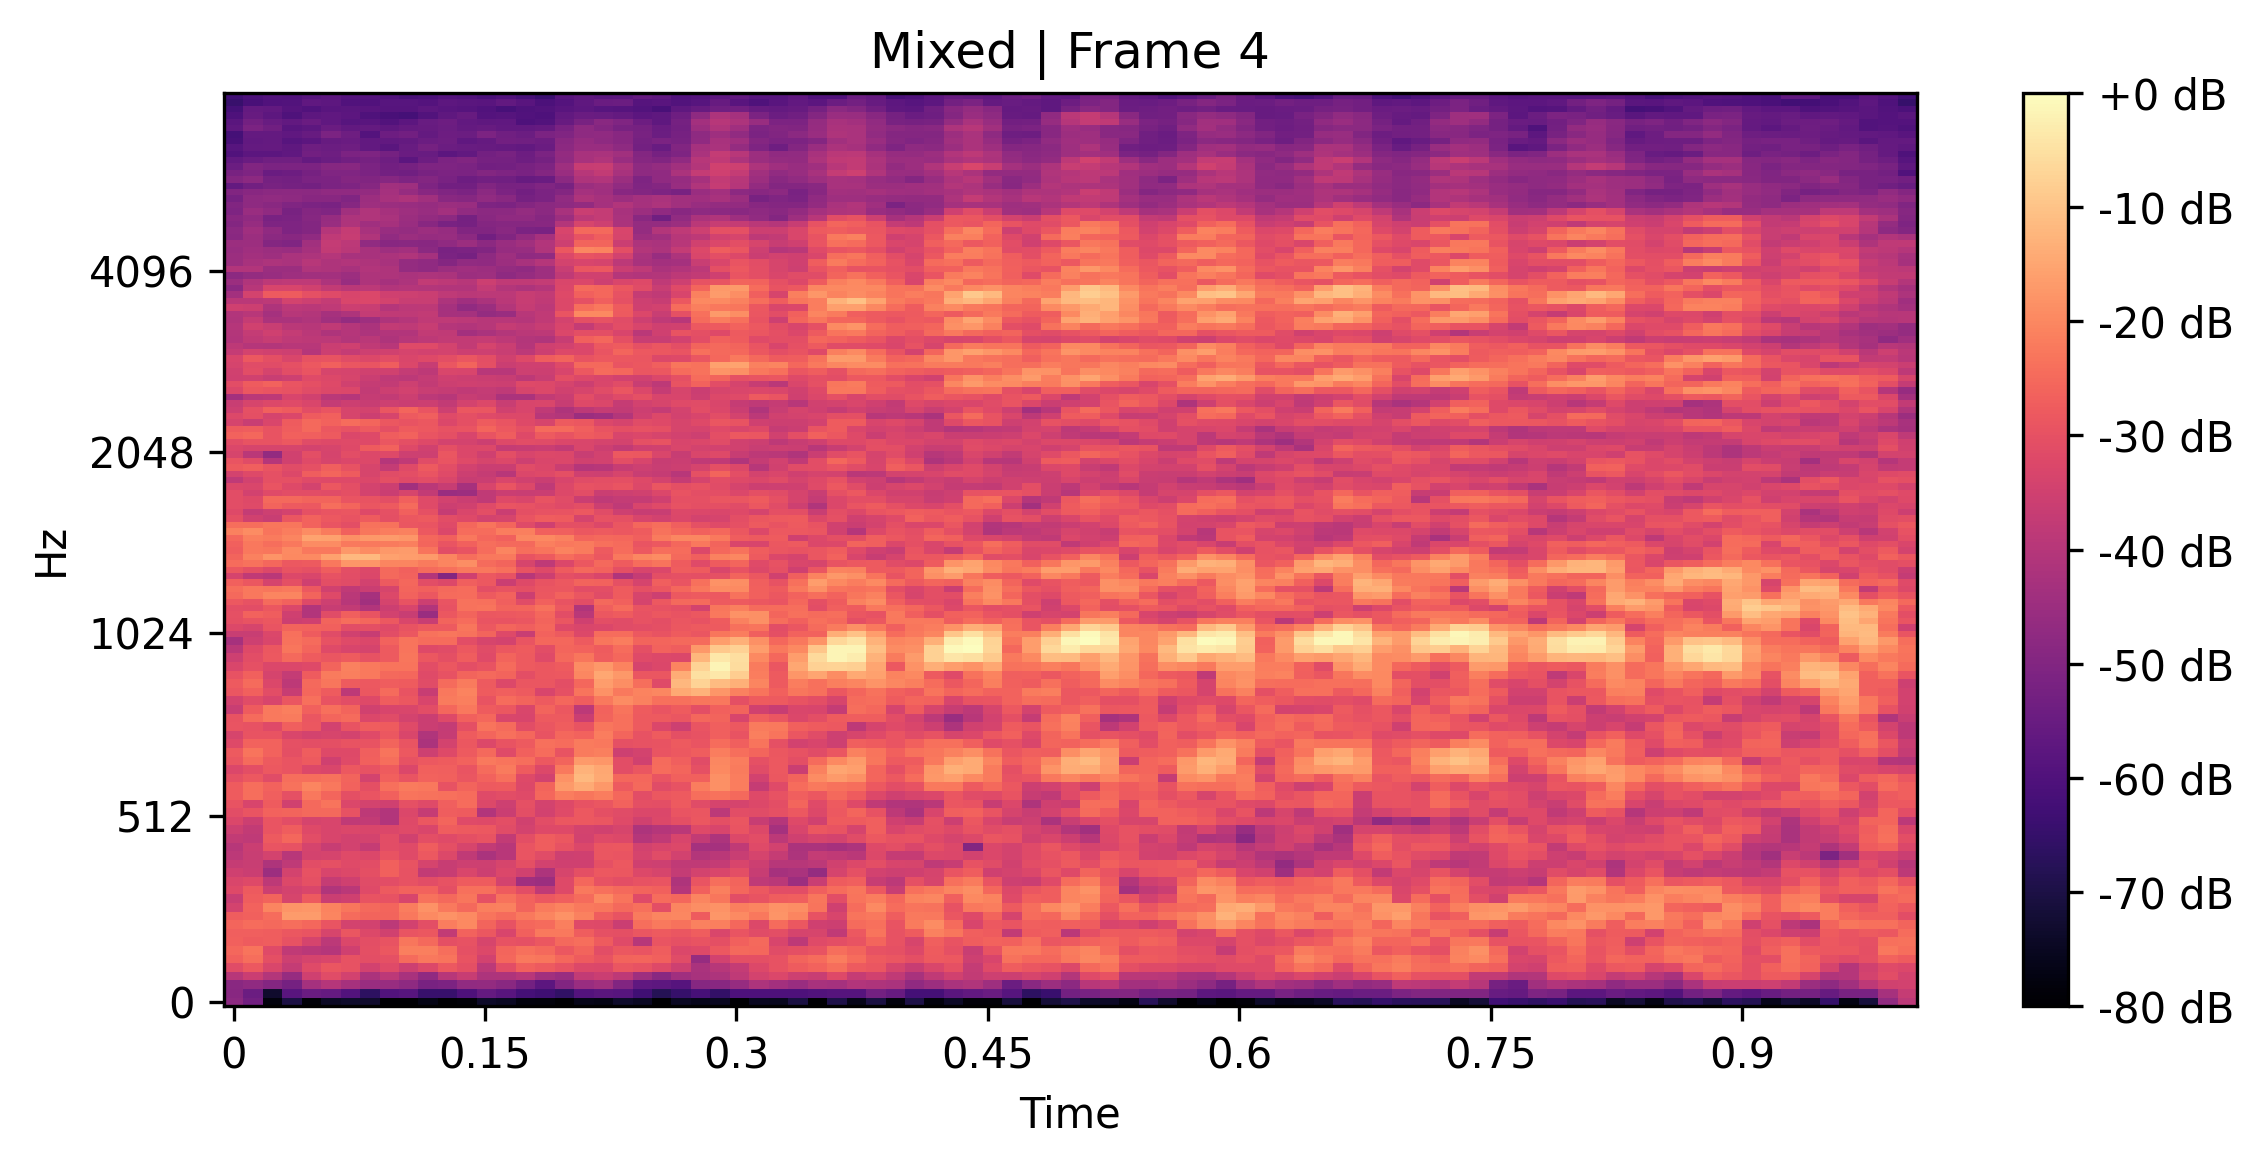 Mixed | Frame 4
+0 dB
-10 dB
-20 dB
-30 dB
-40 dB
-50 dB
-60 dB
-70 dB
-80 dB
Hz
4096
2048
1024
512
0
0 0.15 0.3 0.45 0.6 0.75 0.9
Time